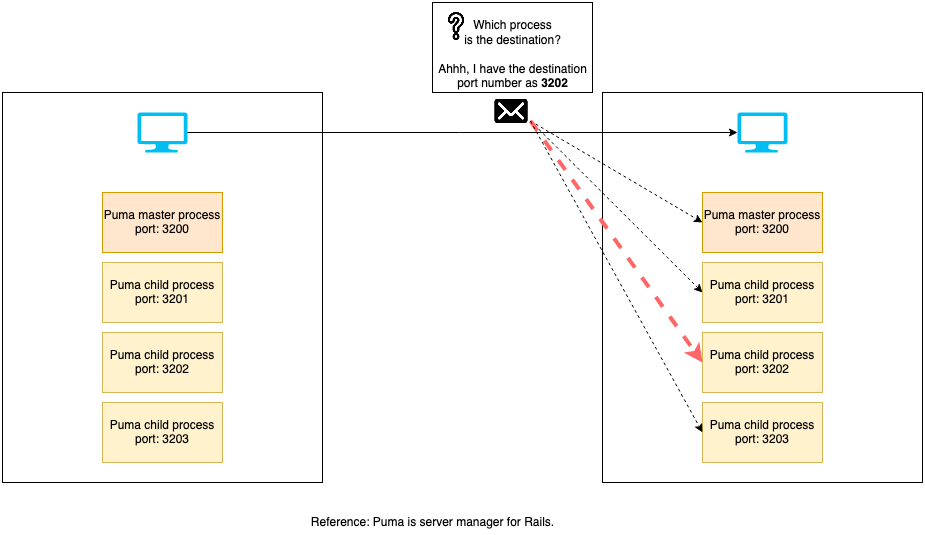 Which process
is the destination?
Ahhh, I have the destination
port number as 3202
Puma master process
port: 3200
Puma child process
port: 3201
Puma child process
port: 3202
Puma child process
port: 3203
Puma master process
port: 3200
Puma child process
port: 3201
Puma child process
port: 3202
Puma child process
port: 3203
Reference: Puma is server manager for Rails.